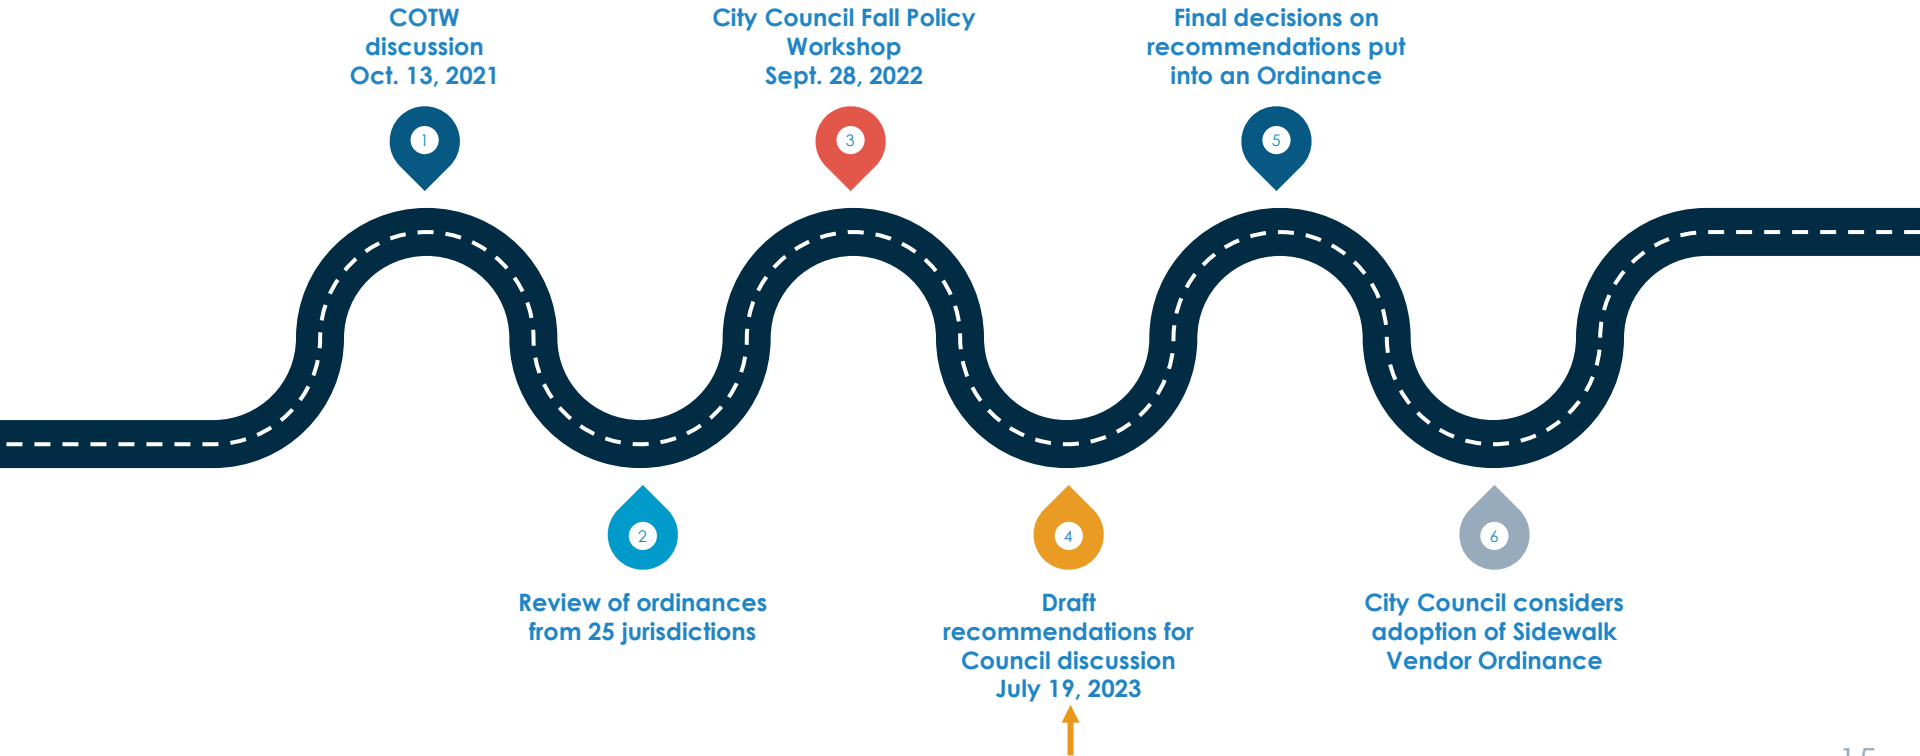 COTW
discussion
Oct. 13, 2021
City Council Fall Policy
Workshop
Sept. 28, 2022
Final decisions on
recommendations put
into an Ordinance
1
3
5
2
4
6
Review of ordinances
from 25 jurisdictions
Draft
recommendations for
Council discussion
July 19, 2023
City Council considers
adoption of Sidewalk
Vendor Ordinance
15